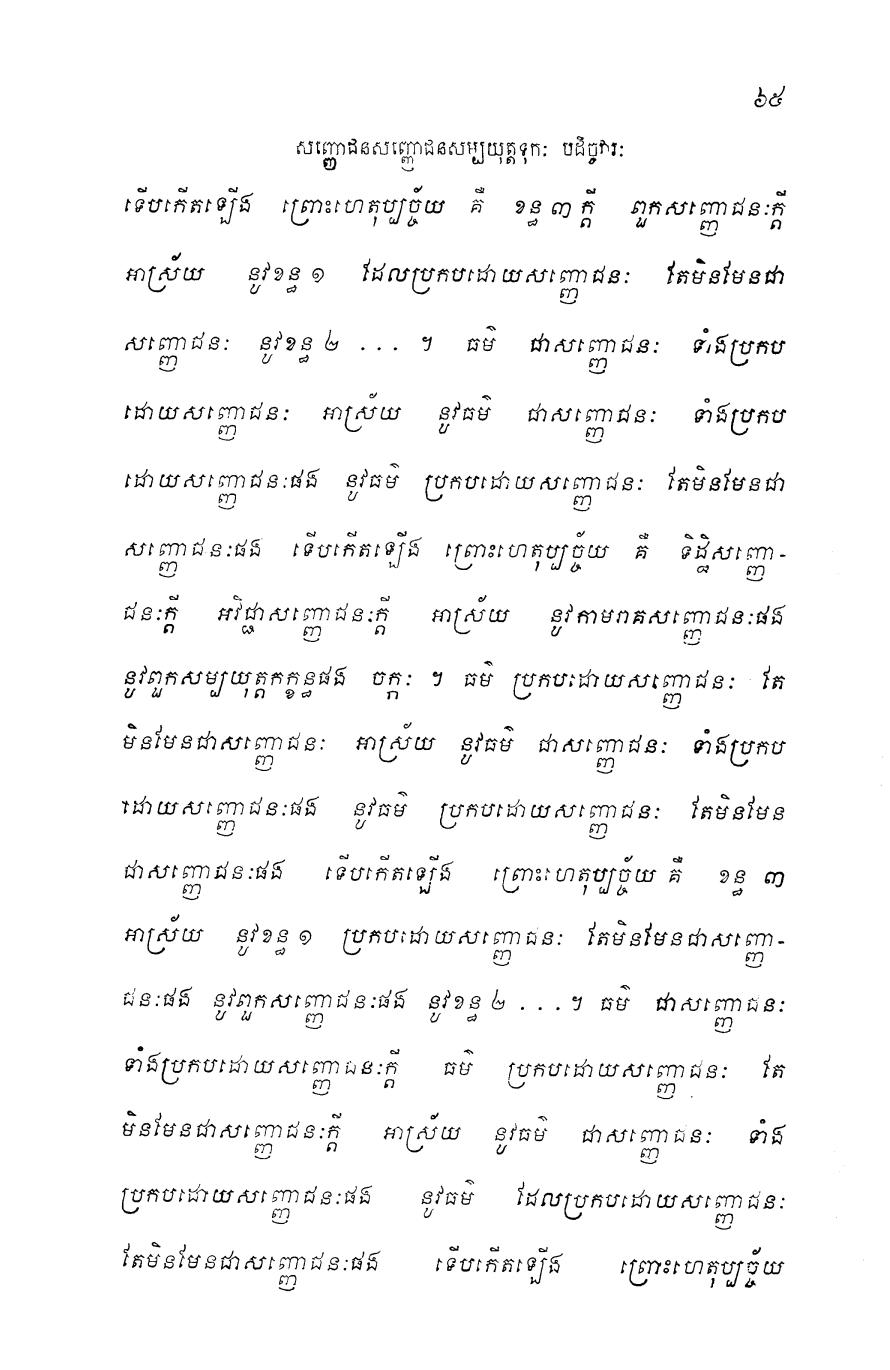 ៦៥
សញ្ញោជនសញ្ញោជនសម្បយុត្តទុកៈ បដិច្ចវារៈ
ទើបកើតឡើង ព្រោះហេតុប្បច្ច័យ គឺ ខន្ធ ៣ ក្តី ពួកសញ្ញោជនៈក្តី
អាស្រ័យ នូវខន្ធ ១ ដែលប្រកបដោយសញ្ញោជនៈ តែមិនមែនជា
សញ្ញោជនៈ នូវខន្ធ ២ ... ។ ធម៌ ជាសញ្ញោជនៈ ទាំងប្រកប
ដោយសញ្ញោជនៈ អាស្រ័យ នូវធម៌ ជាសញ្ញោជនៈ ទាំងប្រកប
ដោយសញ្ញោជនៈផង នូវធម៌ ប្រកបដោយសញ្ញោជនៈ តែមិនមែនជា
សញ្ញោជនៈផង ទើបកើតឡើង ព្រោះហេតុប្បច្ច័យ គឺ ទិដ្ឋិសញ្ញោ-
ជនៈក្តី អវិជ្ជាសញ្ញោជនៈក្តី អាស្រ័យ នូវកាមរាគសញ្ញោជនៈផង
នូវពួកសម្បយុត្តកក្ខន្ធផង ចក្កៈ ។ ធម៌ ប្រកបដោយសញ្ញោជនៈ តែ
មិនមែនជាសញ្ញោជនៈ អាស្រ័យ នូវធម៌ ជាសញ្ញោជនៈ ទាំងប្រកប
ដោយសញ្ញោជនៈផង នូវធម៌ ប្រកបដោយសញ្ញោជនៈ តែមិនមែន
ជាសញ្ញោជនៈផង ទើបកើតឡើង ព្រោះហេតុប្បច្ច័យ គឺ ខន្ធ ៣
អាស្រ័យ នូវខន្ធ ១ ប្រកបដោយសញ្ញោជនៈ តែមិនមែនជាសញ្ញោ-
ជនៈផង នូវពួកសញ្ញោជនៈផង នូវខន្ធ ២ ... ។ ធម៌ ជាសញ្ញោជនៈ
ទាំងប្រកបដោយសញ្ញោជនៈក្តី ធម៌ ប្រកបដោយសញ្ញោជនៈ តែ
មិនមែនជាសញ្ញោជនៈក្តី អាស្រ័យ នូវធម៌ ជាសញ្ញោជនៈ ទាំង
ប្រកបដោយសញ្ញោជនៈផង នូវធម៌ ដែលប្រកបដោយសញ្ញោជនៈ
តែមិនមែនជាសញ្ញោជនៈផង ទើបកើតឡើង ព្រោះហេតុប្បច្ច័យ